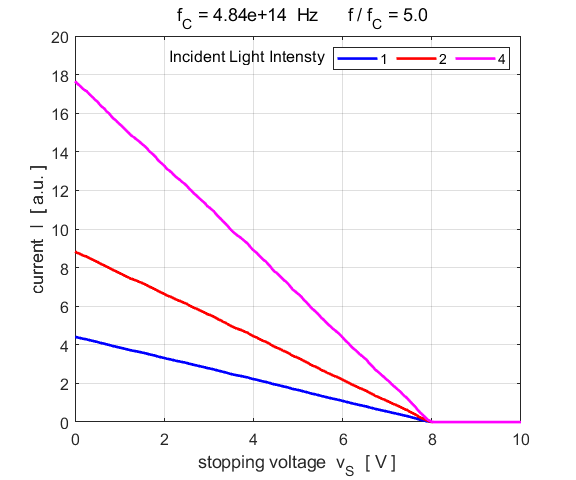 f_C = 4.84e+14 Hz f / f_C = 5.0
Incident Light Intensty 1 2 4
20
18
16
14
12
10
8
6
4
2
0
current I [ a.u. ]
0 2 4 6 8 10
stopping voltage v_S [ V ]